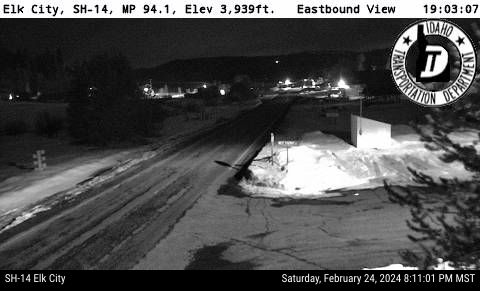 Elk City, SH-14, MP 94.1, Elev 3,939ft.   Eastbound View   19:03:07
IDAHO
TRANSPORTATION DEPARTMENT
SH-14 Elk City
Saturday, February 24, 2024 8:11:01 PM MST